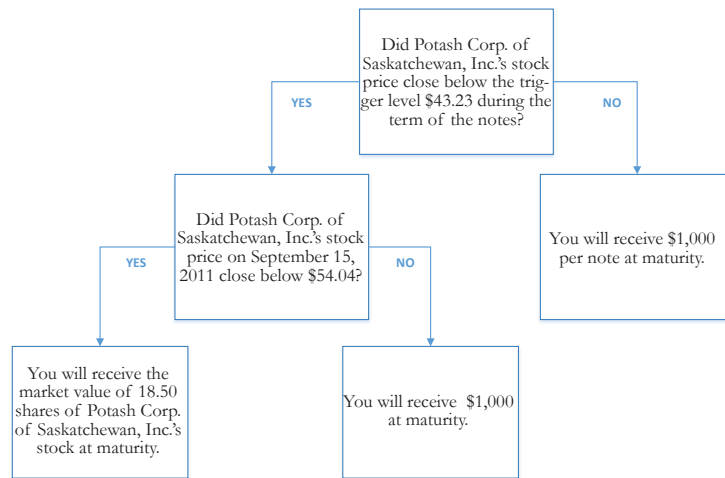 Did Potash Corp. of
Saskatchewan, Inc.'s stock
price close below the trig-
ger level $43.23 during the
term of the notes?
YES
NO
Did Potash Corp. of
Saskatchewan, Inc.'s stock
price on September 15,
2011 close below $54.04?
You will receive $1,000
per note at maturity.
YES
NO
You will receive the
market value of 18.50
shares of Potash Corp.
of Saskatchewan, Inc.'s
stock at maturity.
You will receive $1,000
at maturity.